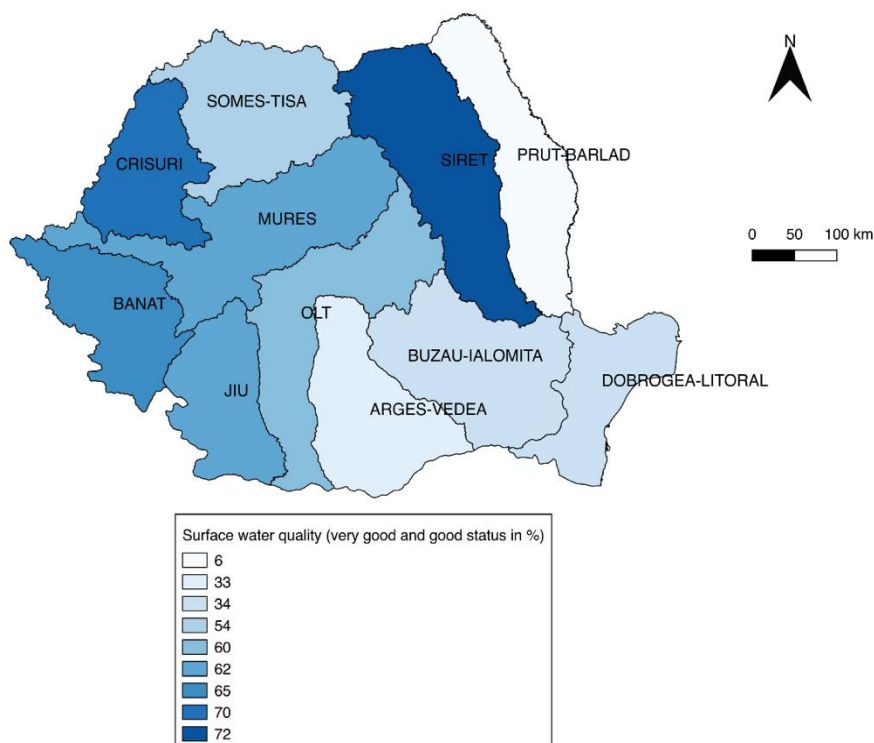 N
SOMES-TISA
CRISURI
SIRET
PRUT-BARLAD
MURES
0 50 100 km
BANAT
OLT
BUZAU-IALOMITA
DOBROGEA-LITORAL
JIU
ARGES-VEDEA
Surface water quality (very good and good status in %)
6
33
34
54
60
62
65
70
72